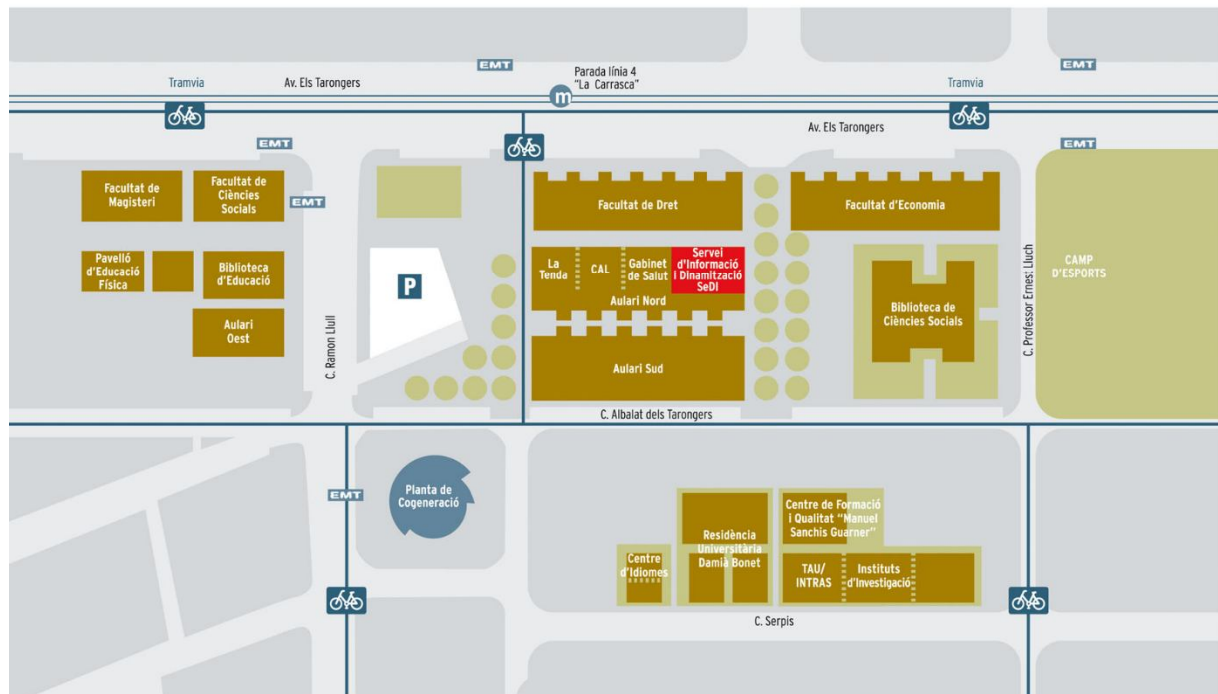 EMT
Parada línia 4
"La Carrasca"
EMT
Tramvia
Av. Els Tarongers
m
Tramvia
Av. Els Tarongers
EMT
EMT
Facultat de
Magisteri
Facultat de
Ciències
Socials
EMT
Facultat de Dret
Facultat d'Economia
Pavelló
d'Educació
Física
Biblioteca
d'Educació
P
La
Tenda
CAL
Gabinet
de Salut
Servei
d'Informació
i Dinamització
SeDI
Aulari Nord
Biblioteca de
Ciències Socials
C. Professor Ernest Lluch
CAMP
D'ESPORTS
Aulari
Oest
C. Ramon Llull
Aulari Sud
C. Albalat dels Tarongers
EMT
Planta de
Cogeneració
Centre
d'Idiomes
Residència
Universitària
Damià Bonet
Centre de Formació
i Qualitat "Manuel
Sanchis Guarner"
TAU/
INTRAS
Instituts
d'Investigació
C. Serpis